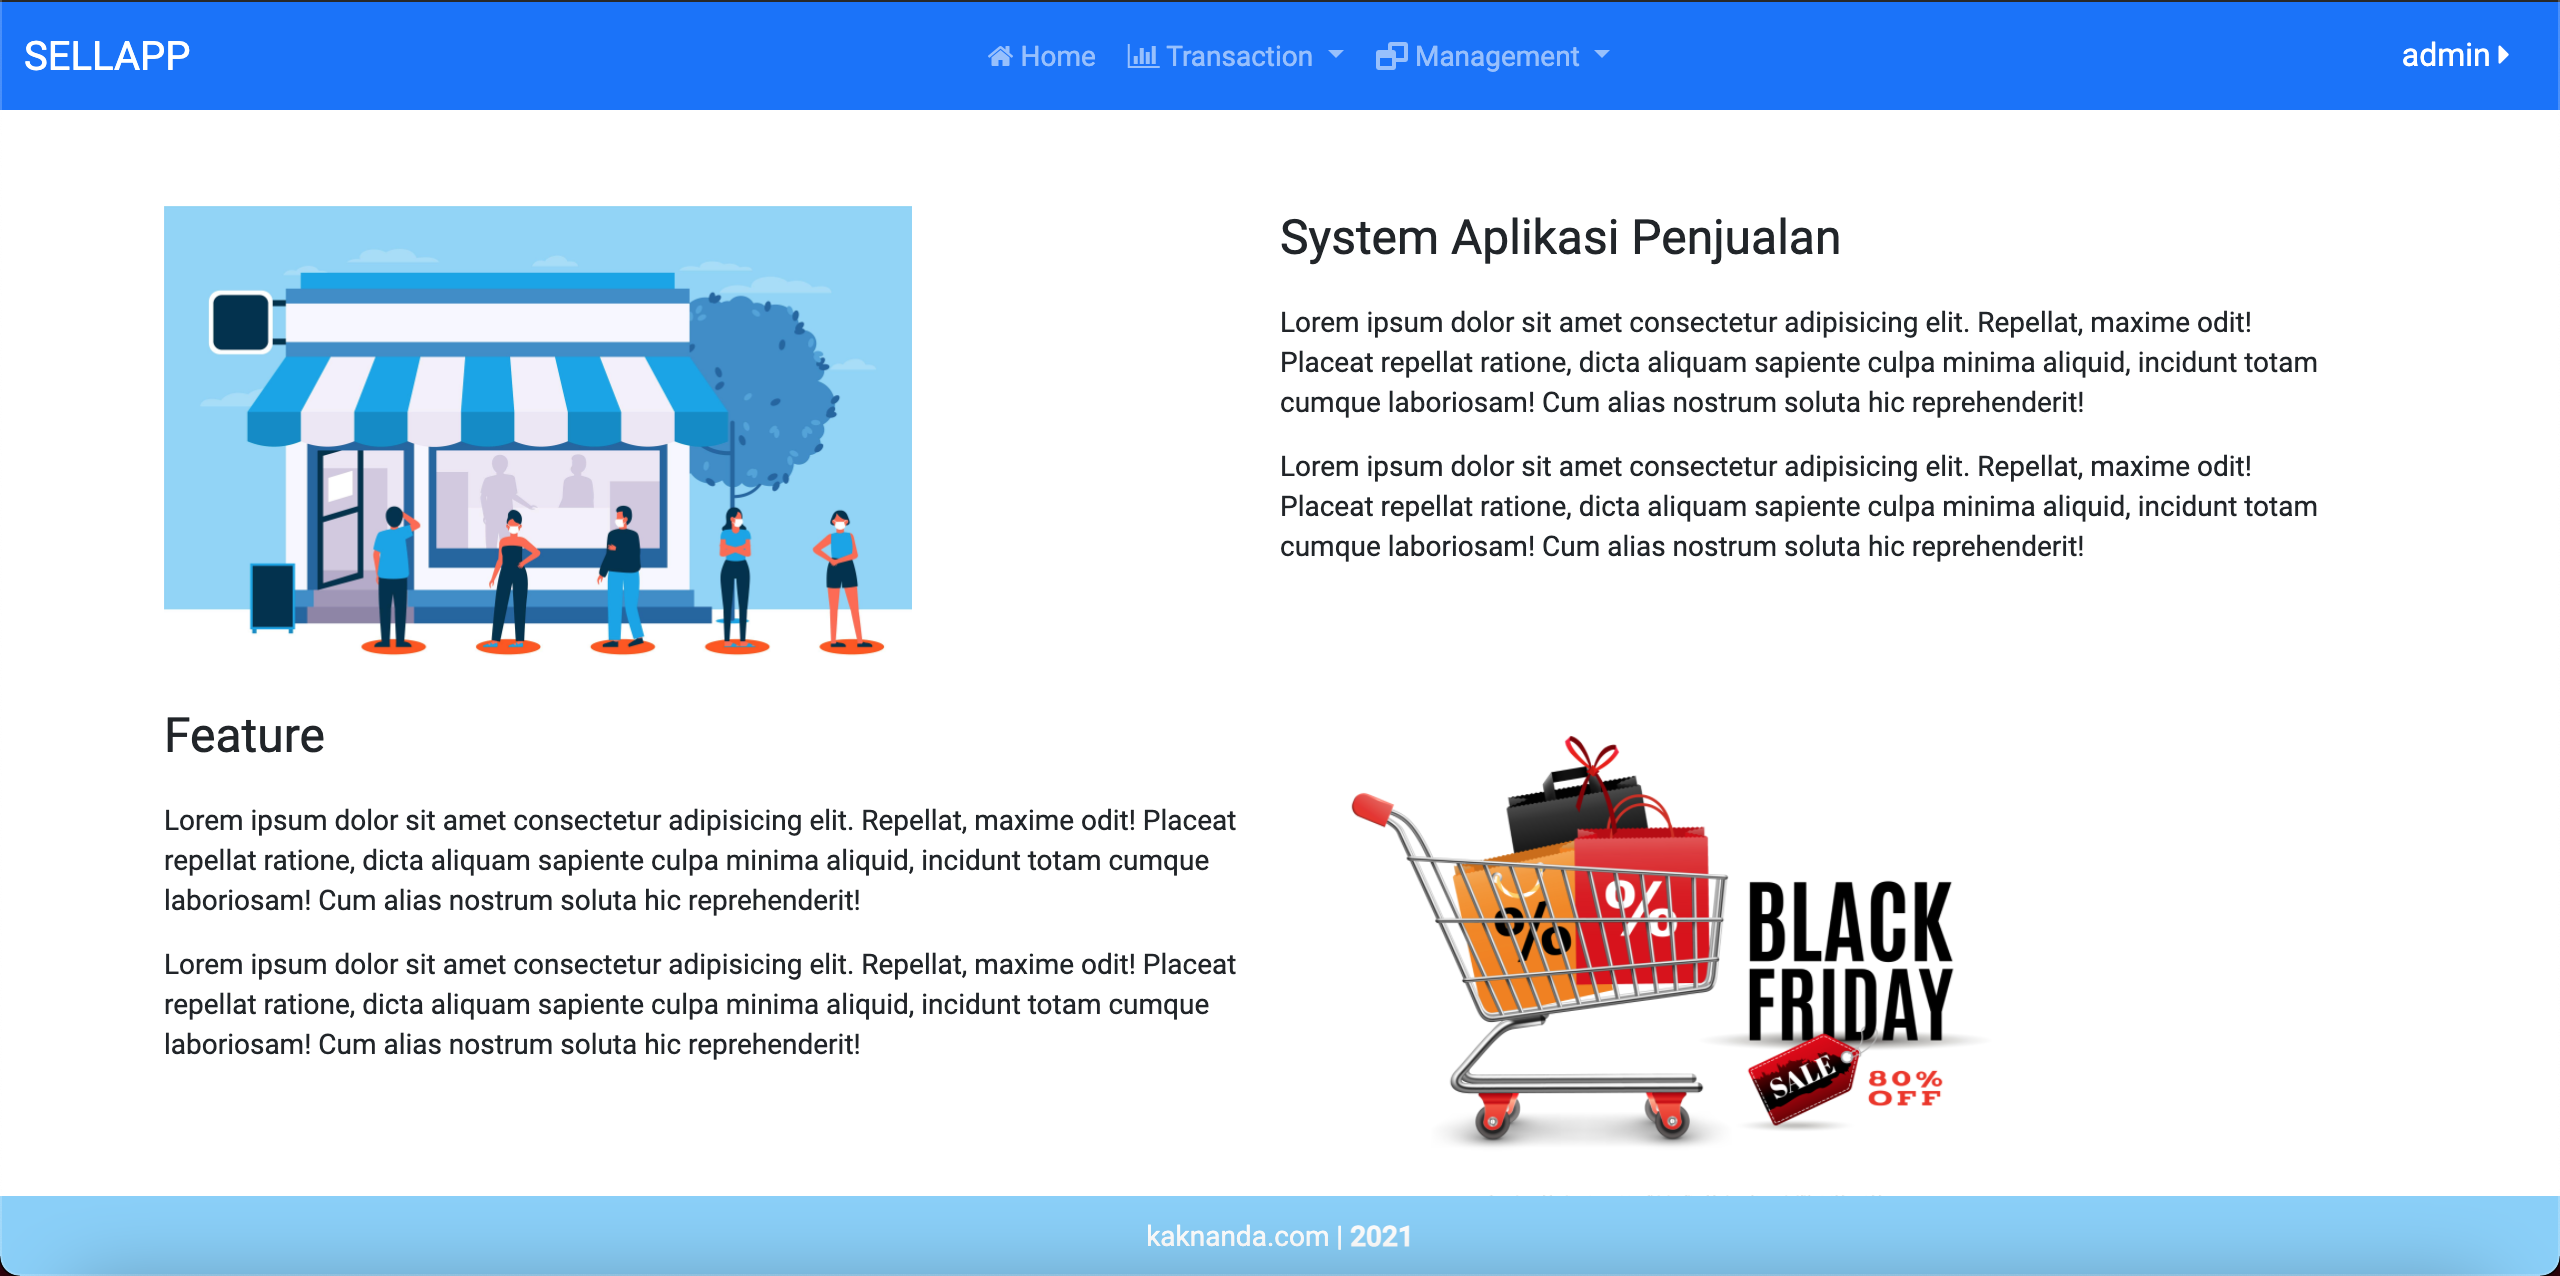 SELLAPP
Home Transaction Management
admin
System Aplikasi Penjualan
Lorem ipsum dolor sit amet consectetur adipisicing elit. Repellat, maxime odit!
Placeat repellat ratione, dicta aliquam sapiente culpa minima aliquid, incidunt totam
cumque laboriosam! Cum alias nostrum soluta hic reprehenderit!
Lorem ipsum dolor sit amet consectetur adipisicing elit. Repellat, maxime odit!
Placeat repellat ratione, dicta aliquam sapiente culpa minima aliquid, incidunt totam
cumque laboriosam! Cum alias nostrum soluta hic reprehenderit!
Feature
Lorem ipsum dolor sit amet consectetur adipisicing elit. Repellat, maxime odit! Placeat
repellat ratione, dicta aliquam sapiente culpa minima aliquid, incidunt totam cumque
laboriosam! Cum alias nostrum soluta hic reprehenderit!
Lorem ipsum dolor sit amet consectetur adipisicing elit. Repellat, maxime odit! Placeat
repellat ratione, dicta aliquam sapiente culpa minima aliquid, incidunt totam cumque
laboriosam! Cum alias nostrum soluta hic reprehenderit!
% %
BLACK
FRIDAY
SALE
80%
OFF
kaknanda.com | 2021